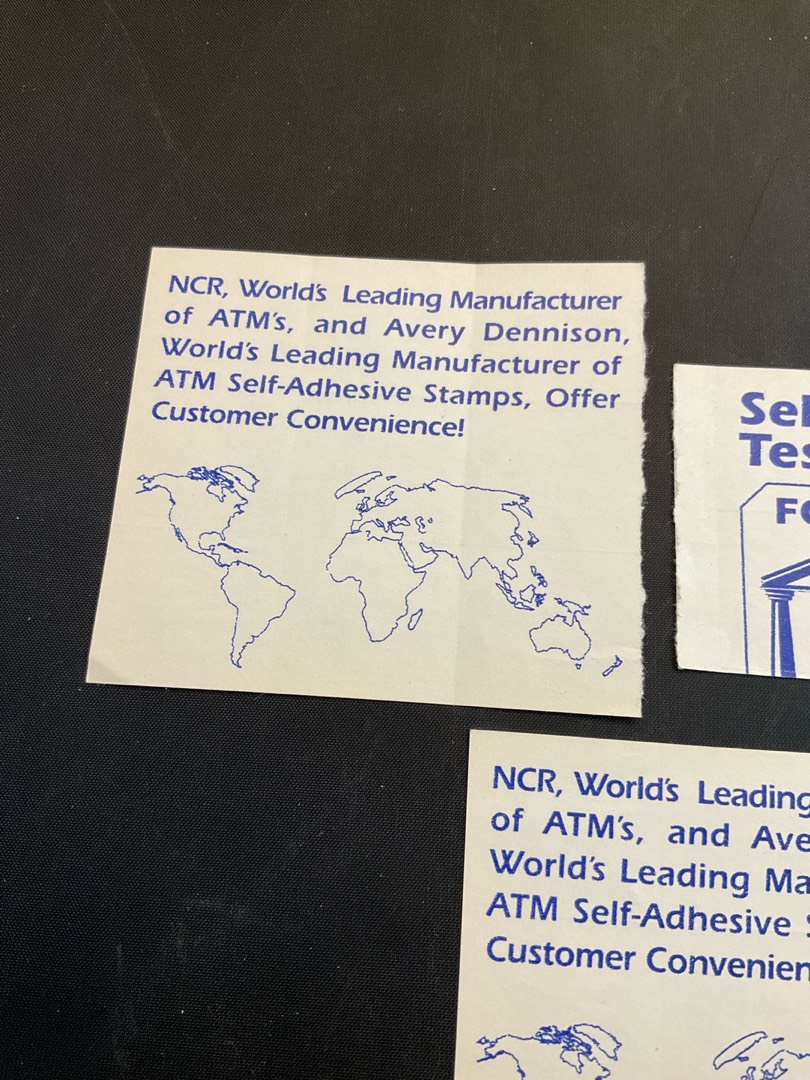 NCR, World's Leading Manufacturer
of ATM's, and Avery Dennison,
World's Leading Manufacturer of
ATM Self-Adhesive Stamps, Offer
Customer Convenience!
NCR, World's Leading
of ATM's, and Ave
World's Leading Ma
ATM Self-Adhesive
Customer Convenien